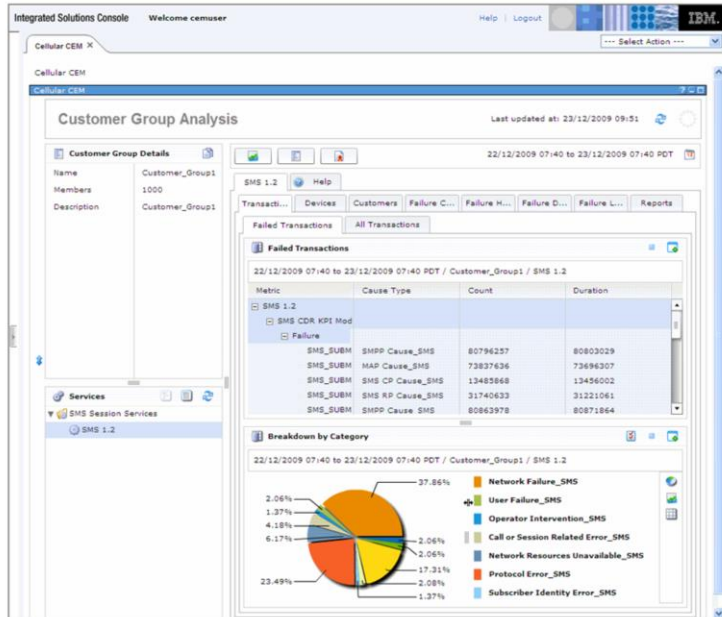 Integrated Solutions Console Welcome cemuser Help | Logout IBM.
Cellular CEM × --- Select Action ---
Cellular CEM
Cellular CEM
Customer Group Analysis Last updated at: 23/12/2009 09:51
Customer Group Details
Name Customer_Group1
Members 1000
Description Customer_Group1
Services
SMS Session Services
SMS 1.2
22/12/2009 07:40 to 23/12/2009 07:40 PDT
SMS 1.2 Help
Transacti... Devices Customers Failure C... Failure H... Failure D... Failure L... Reports
Failed Transactions All Transactions
Failed Transactions
22/12/2009 07:40 to 23/12/2009 07:40 PDT / Customer_Group1 / SMS 1.2
Metric Cause Type Count Duration
SMS 1.2
SMS CDR KPI Mod
Failure
SMS_SUBM SMPP Cause_SMS 80796257 80803029
SMS_SUBM MAP Cause_SMS 73837636 73696307
SMS_SUBM SMS CP Cause_SMS 13485868 13456002
SMS_SUBM SMS RP Cause_SMS 31740633 31221061
SMS_SUBM SMPP Cause SMS 80863978 80871864
Breakdown by Category
22/12/2009 07:40 to 23/12/2009 07:40 PDT / Customer_Group1 / SMS 1.2
37.86%
2.06%
1.37%
4.18%
6.17%
23.49%
2.06%
2.06%
17.31%
2.08%
1.37%
Network Failure_SMS
User Failure_SMS
Operator Intervention_SMS
Call or Session Related Error_SMS
Network Resources Unavailable_SMS
Protocol Error_SMS
Subscriber Identity Error_SMS